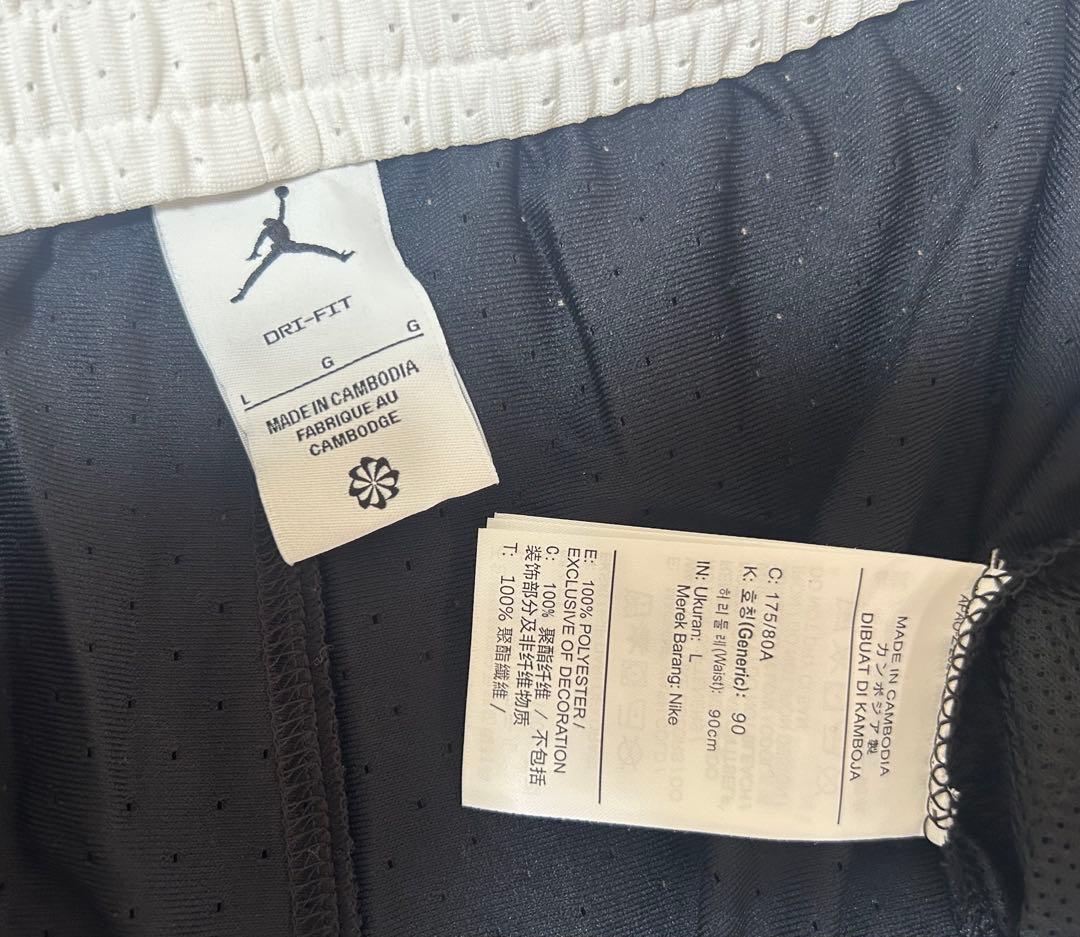 DRI-FIT
L G G
MADE IN CAMBODIA
FABRIQUE AU
CAMBODGE
MADE IN CAMBODIA
カンボジア製
DIBUAT DI KAMBOJA
C: 175/80A
K: 호칭(Generic): 90
허리 둘레(Waist): 90cm
IN: Ukuran: L
Merek Barang: Nike
E: 100% POLYESTER /
EXCLUSIVE OF DECORATION
C: 100% 聚酯纤维 / 不包括
装饰部分及非纤维物质
T: 100% 聚酯纖維 /